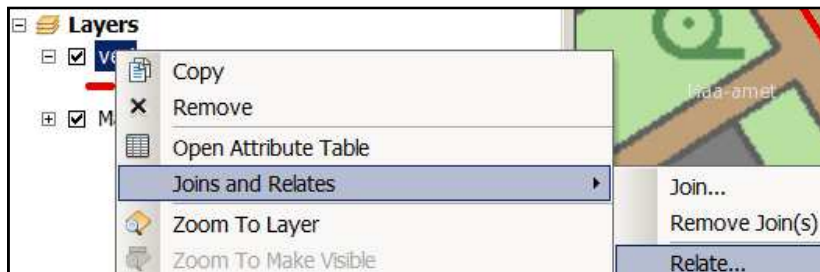 Layers
Copy
Remove
Open Attribute Table
Joins and Relates
Zoom To Layer
Zoom To Make Visible
Join...
Remove Join(s)
Relate...
Maa-amet